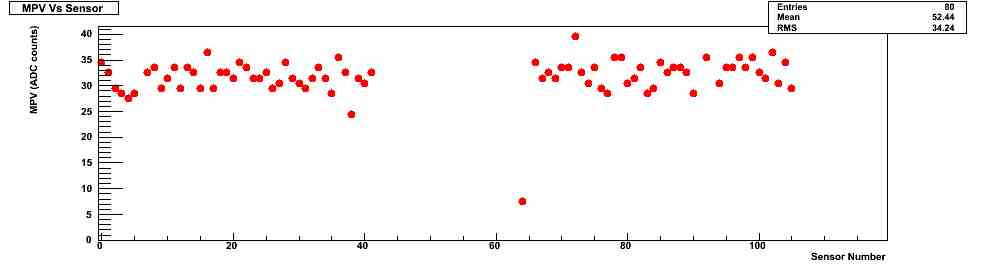 MPV Vs Sensor
Entries 80
Mean 52.44
RMS 34.24
MPV (ADC counts)
40
35
30
25
20
15
10
5
0
0 20 40 60 80 100
Sensor Number